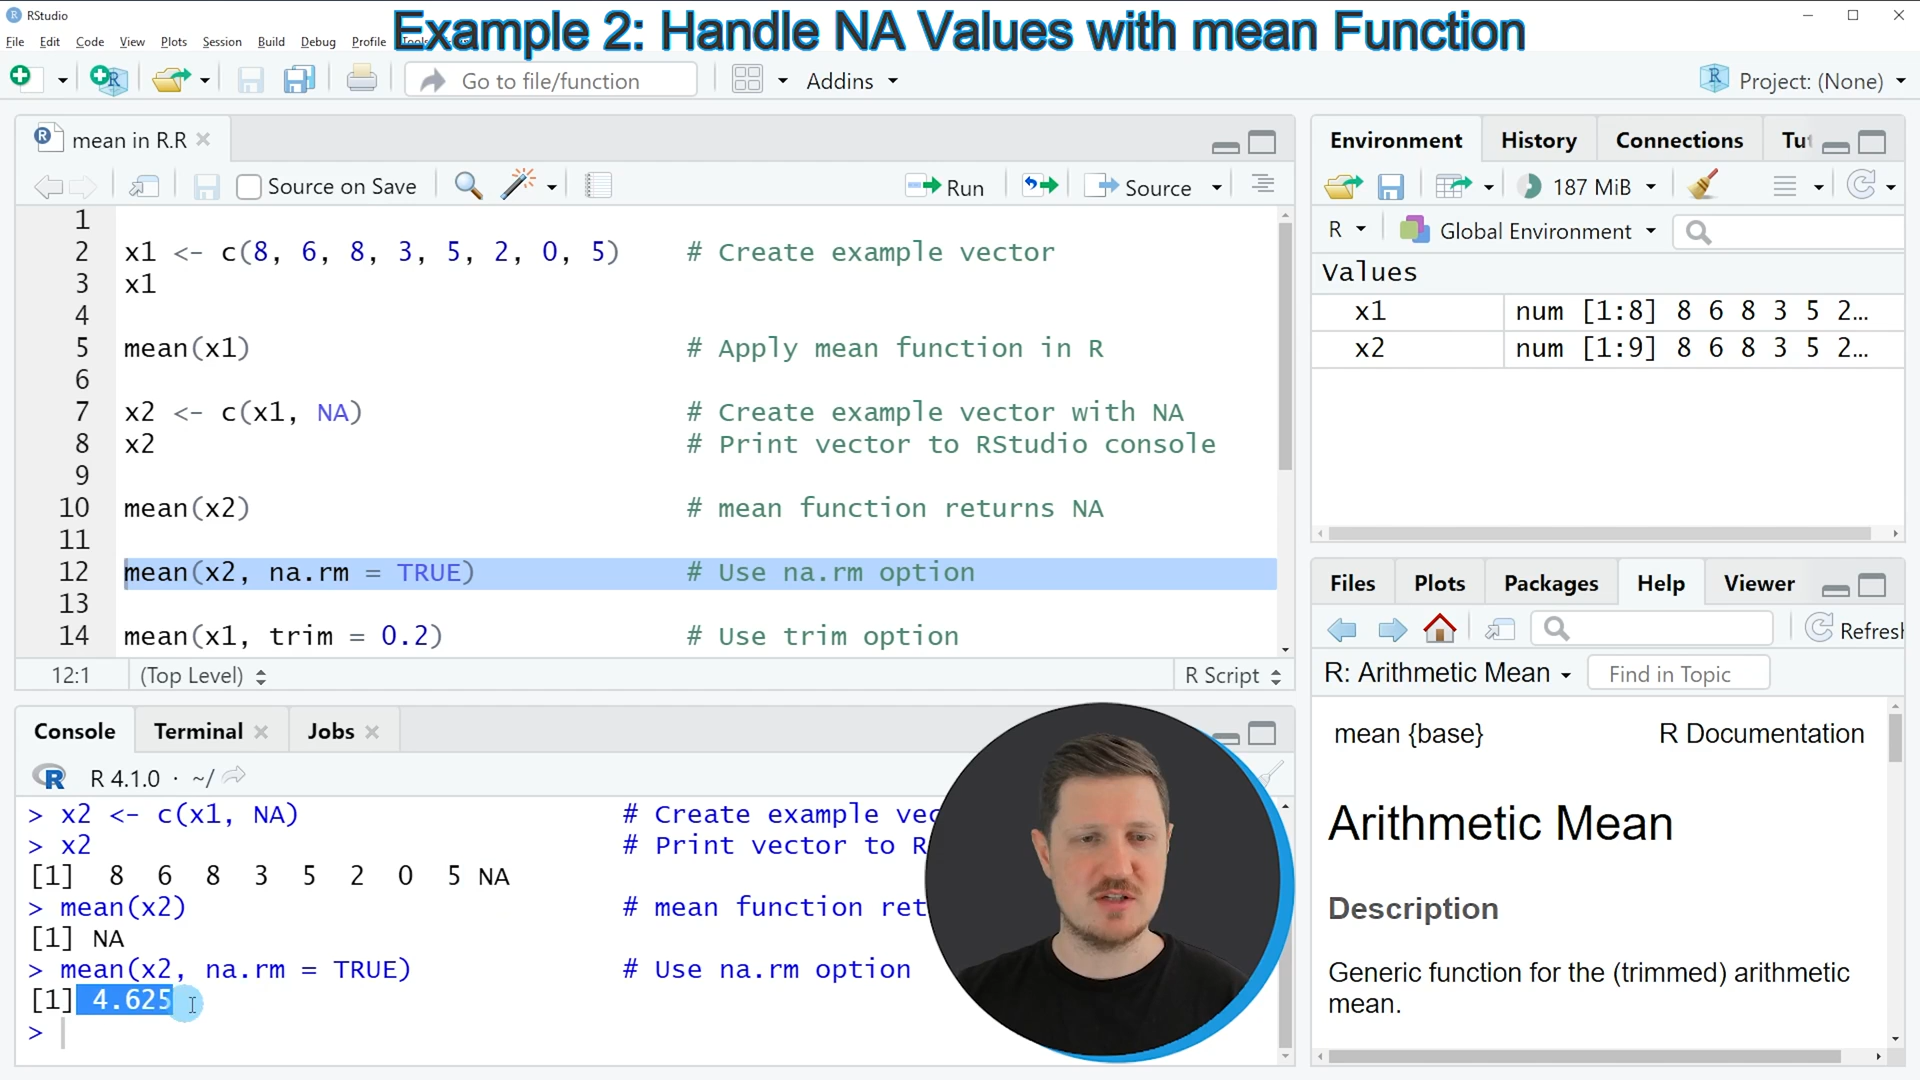 RStudio
Example 2: Handle NA Values with mean Function
File Edit Code View Plots Session Build Debug Profile
Go to file/function
Addins
Project: (None)
mean in R.R
Source on Save
Run
Source
1
2 x1 <- c(8, 6, 8, 3, 5, 2, 0, 5) # Create example vector
3 x1
4
5 mean(x1) # Apply mean function in R
6
7 x2 <- c(x1, NA) # Create example vector with NA
8 x2 # Print vector to RStudio console
9
10 mean(x2) # mean function returns NA
11
12 mean(x2, na.rm = TRUE) # Use na.rm option
13
14 mean(x1, trim = 0.2) # Use trim option
12:1 (Top Level) R Script
Console Terminal Jobs
R 4.1.0 · ~/
> x2 <- c(x1, NA) # Create example vec
> x2 # Print vector to R
[1] 8 6 8 3 5 2 0 5 NA
> mean(x2) # mean function ret
[1] NA
> mean(x2, na.rm = TRUE) # Use na.rm option
[1] 4.625
>
Environment History Connections Tut
187 MiB
R Global Environment
Values
x1 num [1:8] 8 6 8 3 5 2…
x2 num [1:9] 8 6 8 3 5 2…
Files Plots Packages Help Viewer
Refresh
R: Arithmetic Mean Find in Topic
mean {base} R Documentation
Arithmetic Mean
Description
Generic function for the (trimmed) arithmetic
mean.